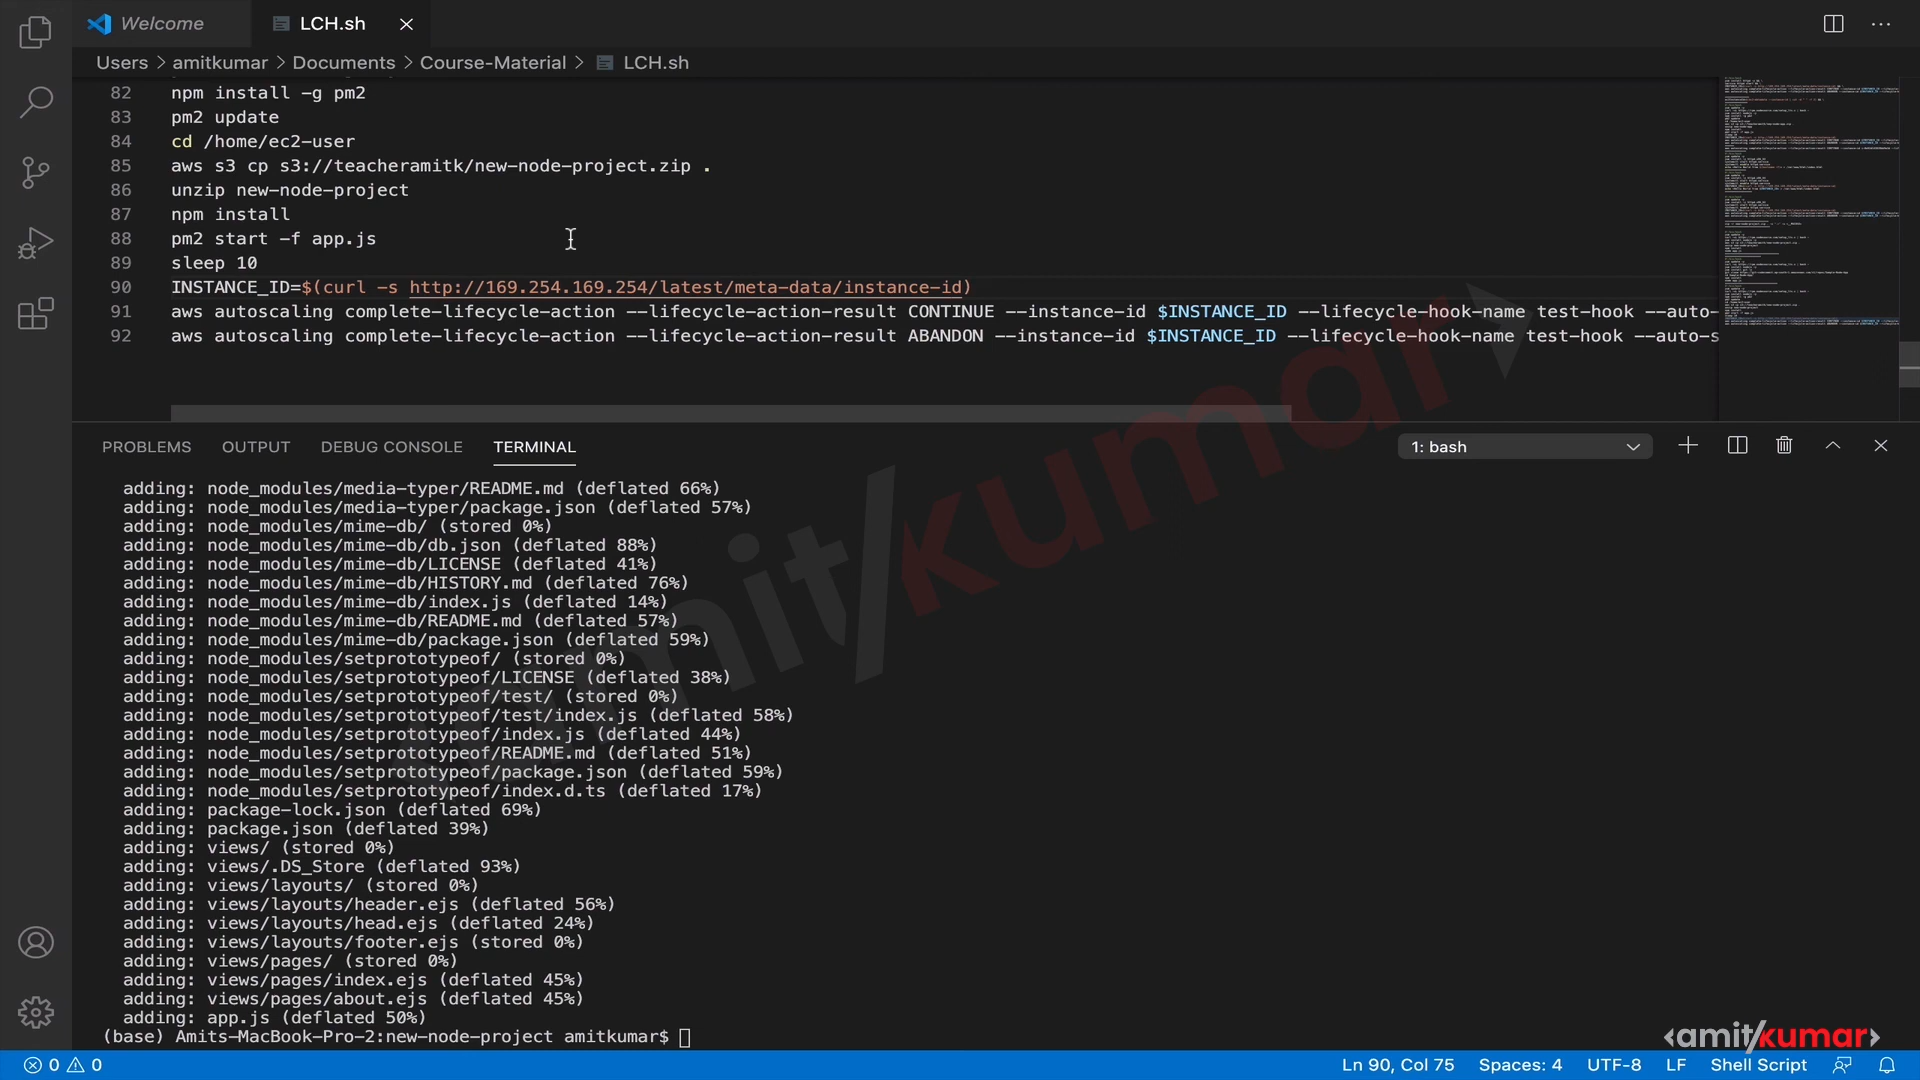 Welcome
LCH.sh
Users > amitkumar > Documents > Course-Material > LCH.sh
82 npm install -g pm2
83 pm2 update
84 cd /home/ec2-user
85 aws s3 cp s3://teacheramitk/new-node-project.zip .
86 unzip new-node-project
87 npm install
88 pm2 start -f app.js
89 sleep 10
90 INSTANCE_ID=$(curl -s http://169.254.169.254/latest/meta-data/instance-id)
91 aws autoscaling complete-lifecycle-action --lifecycle-action-result CONTINUE --instance-id $INSTANCE_ID --lifecycle-hook-name test-hook --auto-
92 aws autoscaling complete-lifecycle-action --lifecycle-action-result ABANDON --instance-id $INSTANCE_ID --lifecycle-hook-name test-hook --auto-s
PROBLEMS OUTPUT DEBUG CONSOLE TERMINAL
1: bash
adding: node_modules/media-typer/README.md (deflated 66%)
adding: node_modules/media-typer/package.json (deflated 57%)
adding: node_modules/mime-db/ (stored 0%)
adding: node_modules/mime-db/db.json (deflated 88%)
adding: node_modules/mime-db/LICENSE (deflated 41%)
adding: node_modules/mime-db/HISTORY.md (deflated 76%)
adding: node_modules/mime-db/index.js (deflated 14%)
adding: node_modules/mime-db/README.md (deflated 57%)
adding: node_modules/mime-db/package.json (deflated 59%)
adding: node_modules/setprototypeof/ (stored 0%)
adding: node_modules/setprototypeof/LICENSE (deflated 38%)
adding: node_modules/setprototypeof/test/ (stored 0%)
adding: node_modules/setprototypeof/test/index.js (deflated 58%)
adding: node_modules/setprototypeof/index.js (deflated 44%)
adding: node_modules/setprototypeof/README.md (deflated 51%)
adding: node_modules/setprototypeof/package.json (deflated 59%)
adding: node_modules/setprototypeof/index.d.ts (deflated 17%)
adding: package-lock.json (deflated 69%)
adding: package.json (deflated 39%)
adding: views/ (stored 0%)
adding: views/.DS_Store (deflated 93%)
adding: views/layouts/ (stored 0%)
adding: views/layouts/header.ejs (deflated 56%)
adding: views/layouts/head.ejs (deflated 24%)
adding: views/layouts/footer.ejs (stored 0%)
adding: views/pages/ (stored 0%)
adding: views/pages/index.ejs (deflated 45%)
adding: views/pages/about.ejs (deflated 45%)
adding: app.js (deflated 50%)
(base) Amits-MacBook-Pro-2:new-node-project amitkumar$
<amit/kumar>
<amit/kumar>
0 0
Ln 90, Col 75 Spaces: 4 UTF-8 LF Shell Script